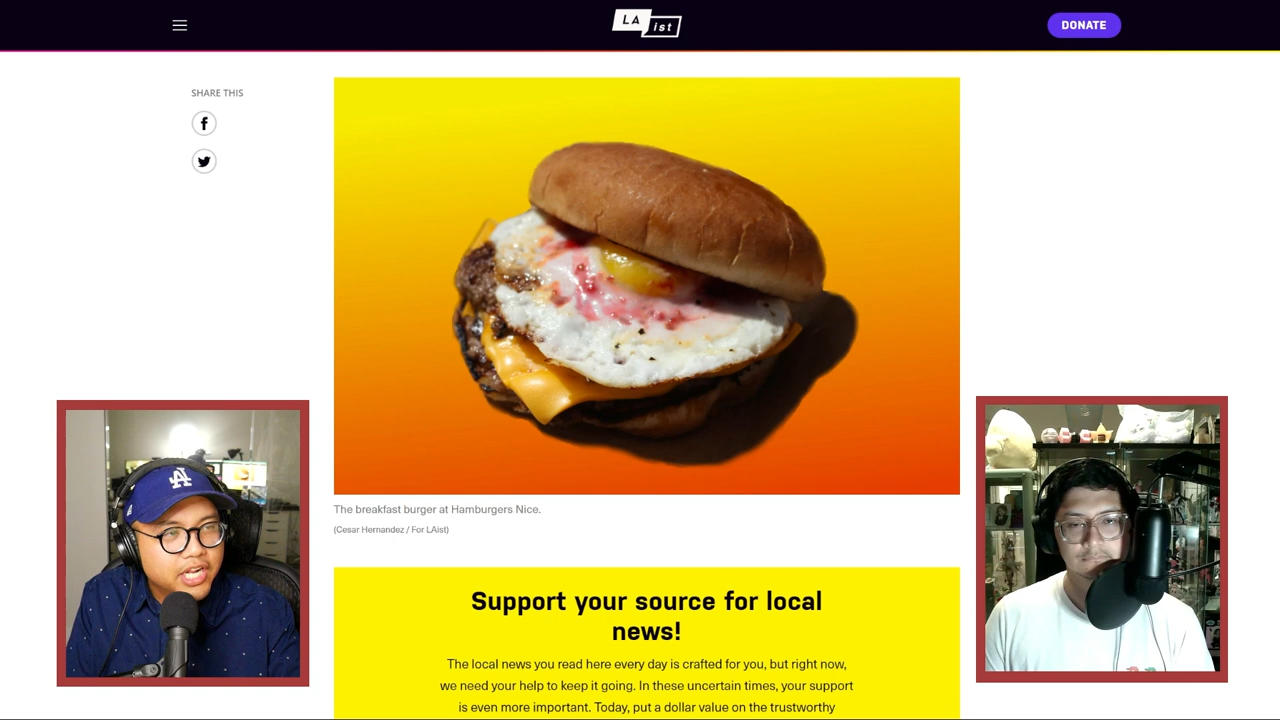 LA
ist
DONATE
SHARE THIS
The breakfast burger at Hamburgers Nice.
(Cesar Hernandez / For LAist)
LA
Support your source for local
news!
The local news you read here every day is crafted for you, but right now,
we need your help to keep it going. In these uncertain times, your support
is even more important. Today, put a dollar value on the trustworthy